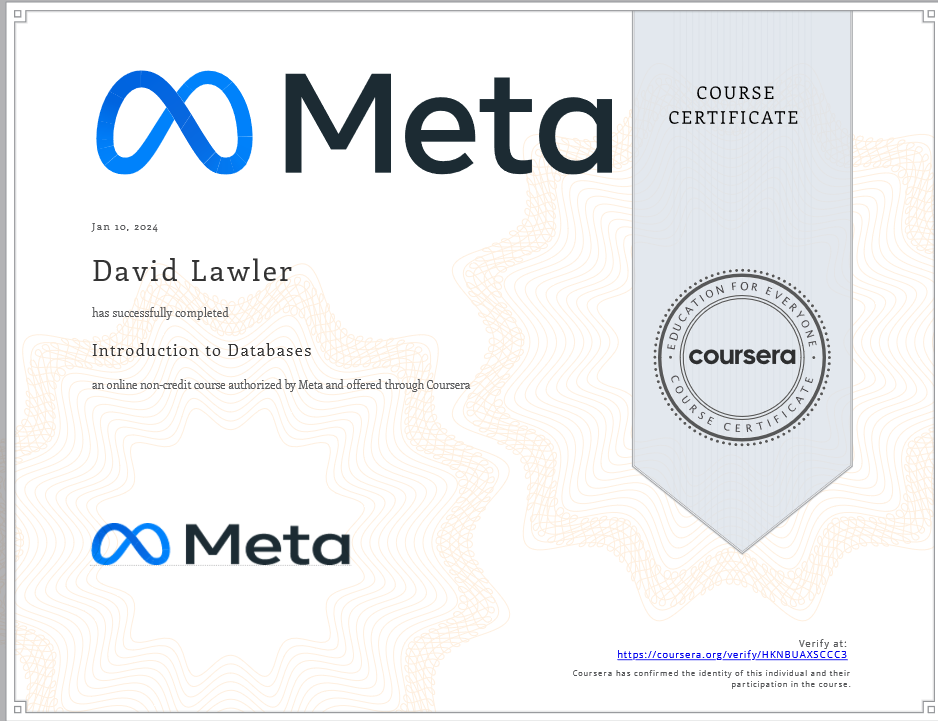 Meta
COURSE
CERTIFICATE
Jan 10, 2024
David Lawler
has successfully completed
Introduction to Databases
an online non-credit course authorized by Meta and offered through Coursera
EDUCATION FOR EVERYONE
coursera
COURSE CERTIFICATE
Meta
Verify at:
https://coursera.org/verify/HKNBUAXSCCC3
Coursera has confirmed the identity of this individual and their
participation in the course.